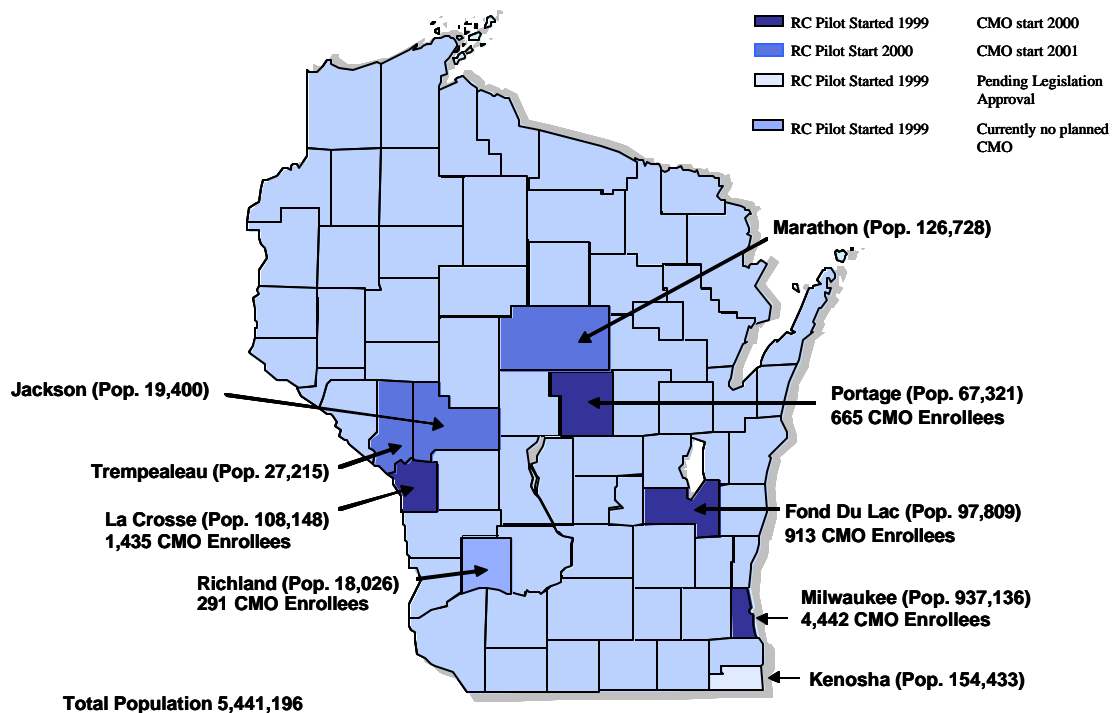 RC Pilot Started 1999 CMO start 2000
RC Pilot Start 2000 CMO start 2001
RC Pilot Started 1999 Pending Legislation
Approval
RC Pilot Started 1999 Currently no planned
CMO
Marathon (Pop. 126,728)
Jackson (Pop. 19,400)
Portage (Pop. 67,321)
665 CMO Enrollees
Trempealeau (Pop. 27,215)
La Crosse (Pop. 108,148)
1,435 CMO Enrollees
Fond Du Lac (Pop. 97,809)
913 CMO Enrollees
Richland (Pop. 18,026)
291 CMO Enrollees
Milwaukee (Pop. 937,136)
4,442 CMO Enrollees
Kenosha (Pop. 154,433)
Total Population 5,441,196